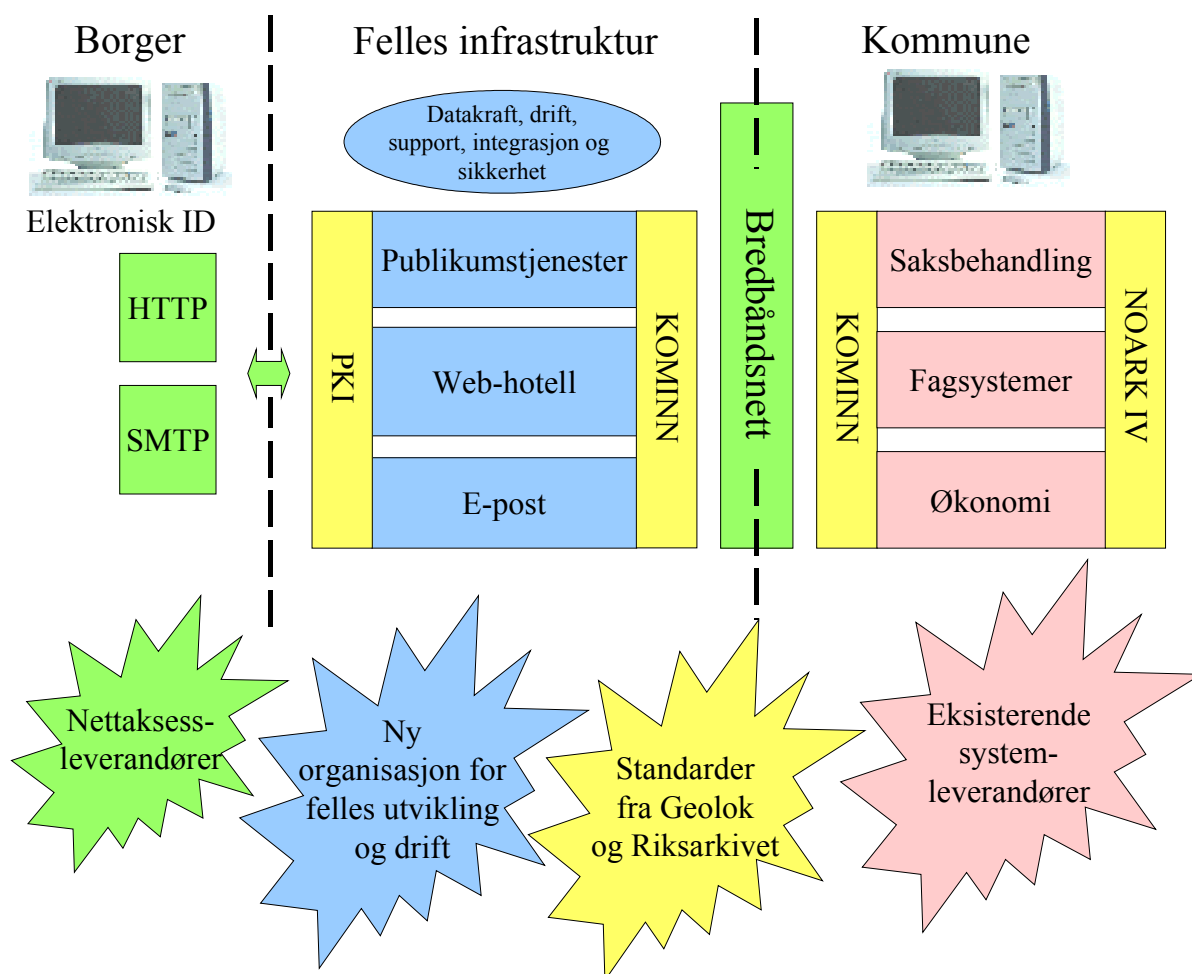 Borger
Felles infrastruktur
Kommune
Datakraft, drift,
support, integrasjon og
sikkerhet
Elektronisk ID
HTTP
SMTP
PKI
Publikumstjenester
Web-hotell
E-post
KOMINN
Bredbåndsnett
KOMINN
Saksbehandling
Fagsystemer
Økonomi
NOARK IV
Nettaksess-
leverandører
Ny
organisasjon for
felles utvikling
og drift
Standarder
fra Geolok
og Riksarkivet
Eksisterende
system-
leverandører